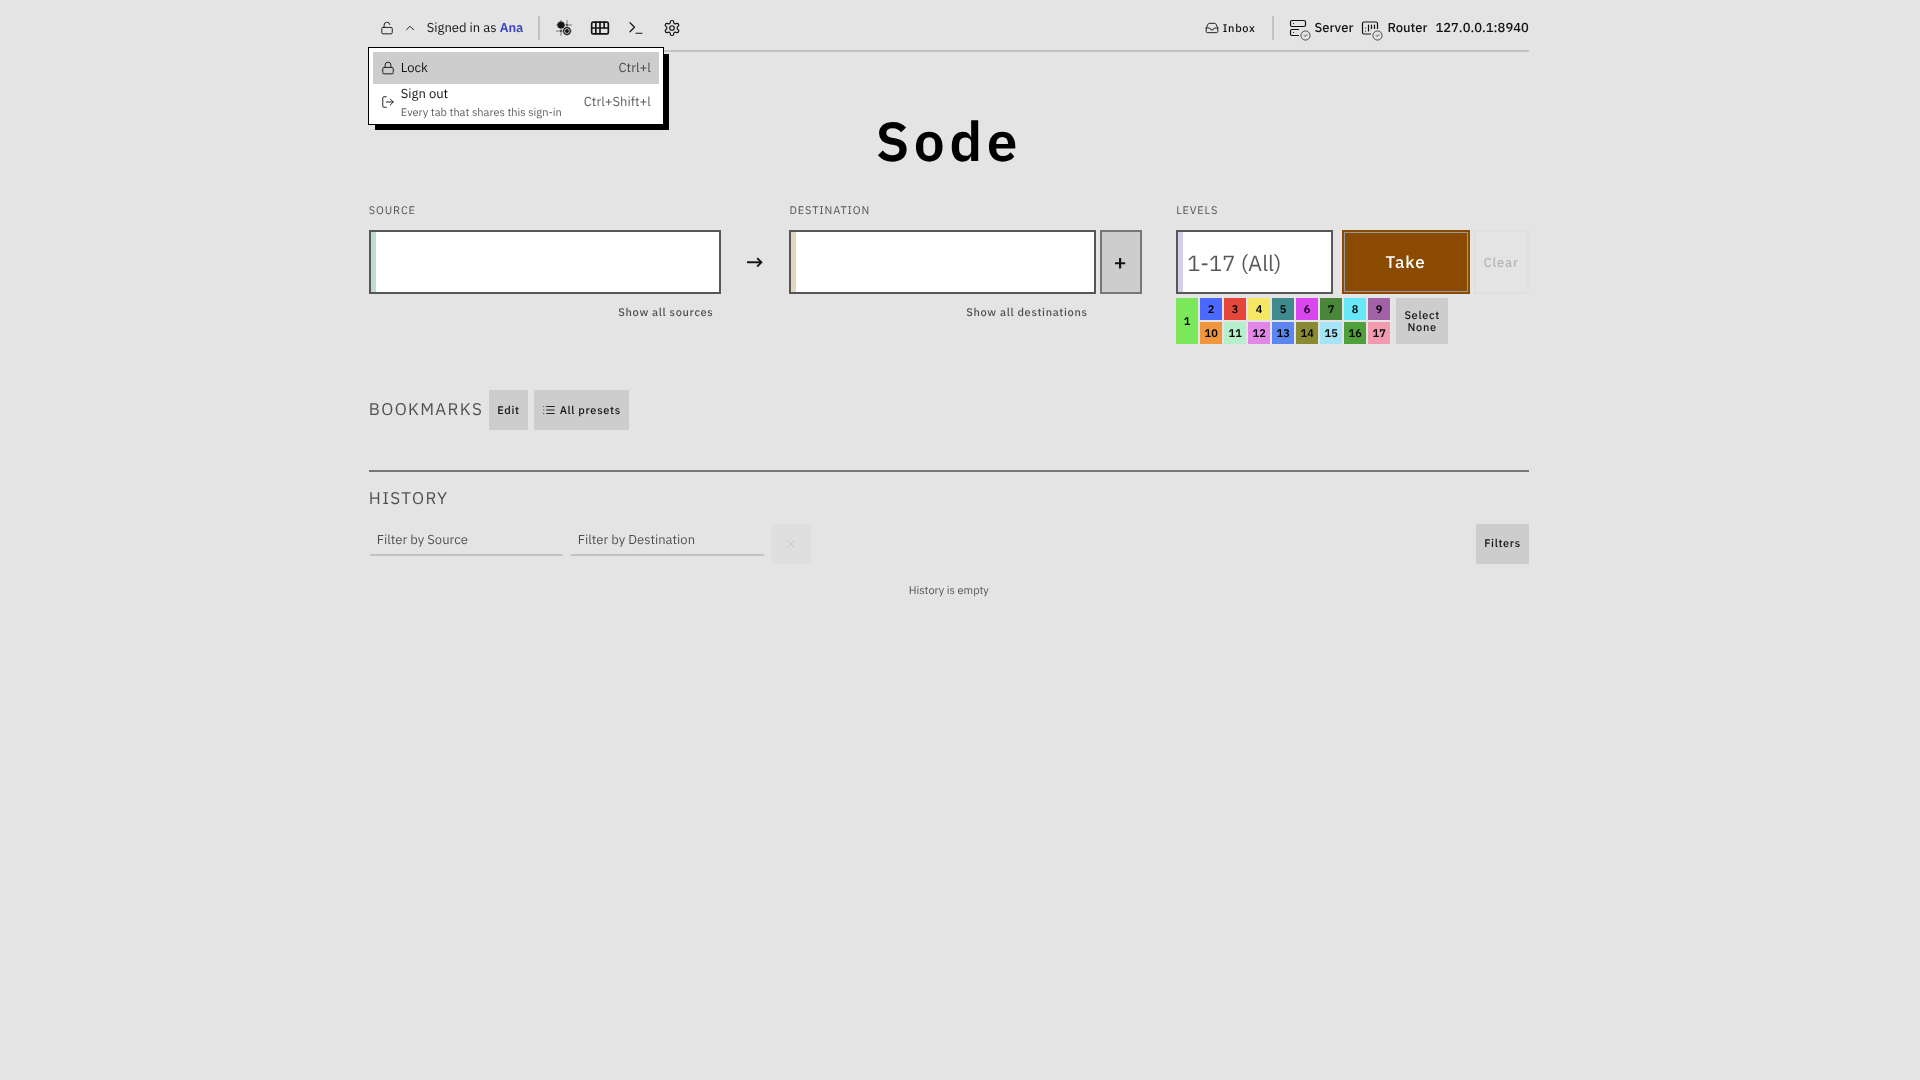 Signed in as Ana
Inbox
Server
Router 127.0.0.1:8940
Lock Ctrl+l
Sign out Ctrl+Shift+l
Every tab that shares this sign-in
Sode
SOURCE
DESTINATION
LEVELS
→
+
1-17 (All)
Take
Clear
Show all sources
Show all destinations
1 2 3 4 5 6 7 8 9
10 11 12 13 14 15 16 17
Select
None
BOOKMARKS
Edit
All presets
HISTORY
Filter by Source
Filter by Destination
Filters
History is empty